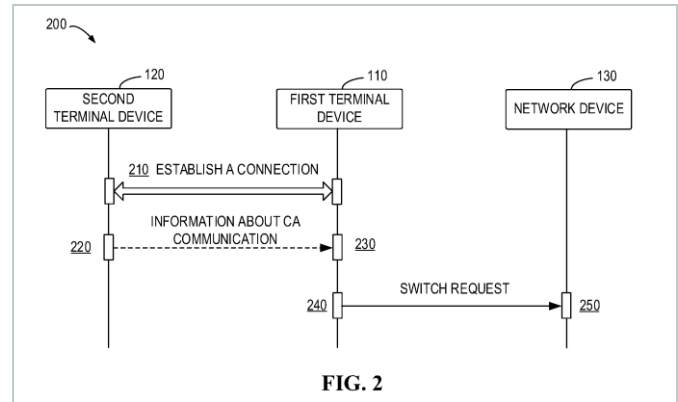 200
120
110
130
SECOND
TERMINAL DEVICE
FIRST TERMINAL
DEVICE
NETWORK DEVICE
210 ESTABLISH A CONNECTION
INFORMATION ABOUT CA
COMMUNICATION
220
230
SWITCH REQUEST
240
250
FIG. 2